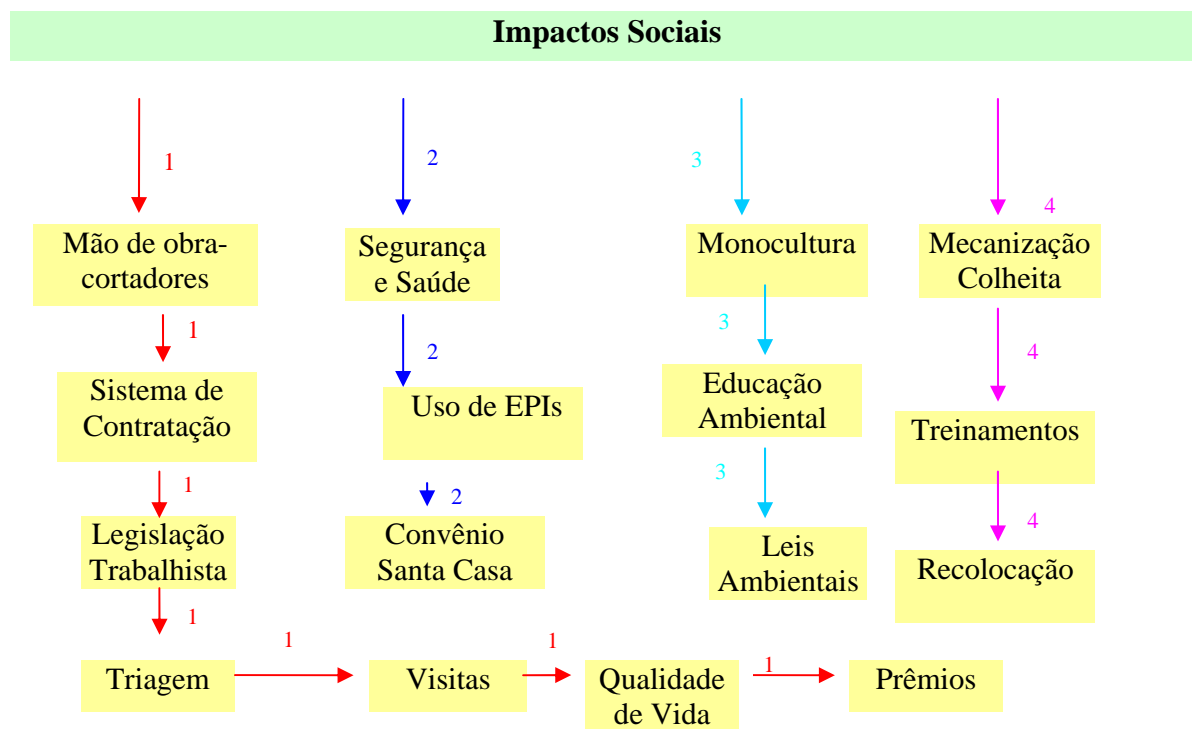 Impactos Sociais
1
2
3
4
Mão de obra-
cortadores
Segurança
e Saúde
Monocultura
Mecanização
Colheita
1
2
3
4
Sistema de
Contratação
Uso de EPIs
Educação
Ambiental
Treinamentos
1
2
3
4
Legislação
Trabalhista
Convênio
Santa Casa
Leis
Ambientais
Recolocação
1
1
1
1
Triagem
Visitas
Qualidade
de Vida
Prêmios